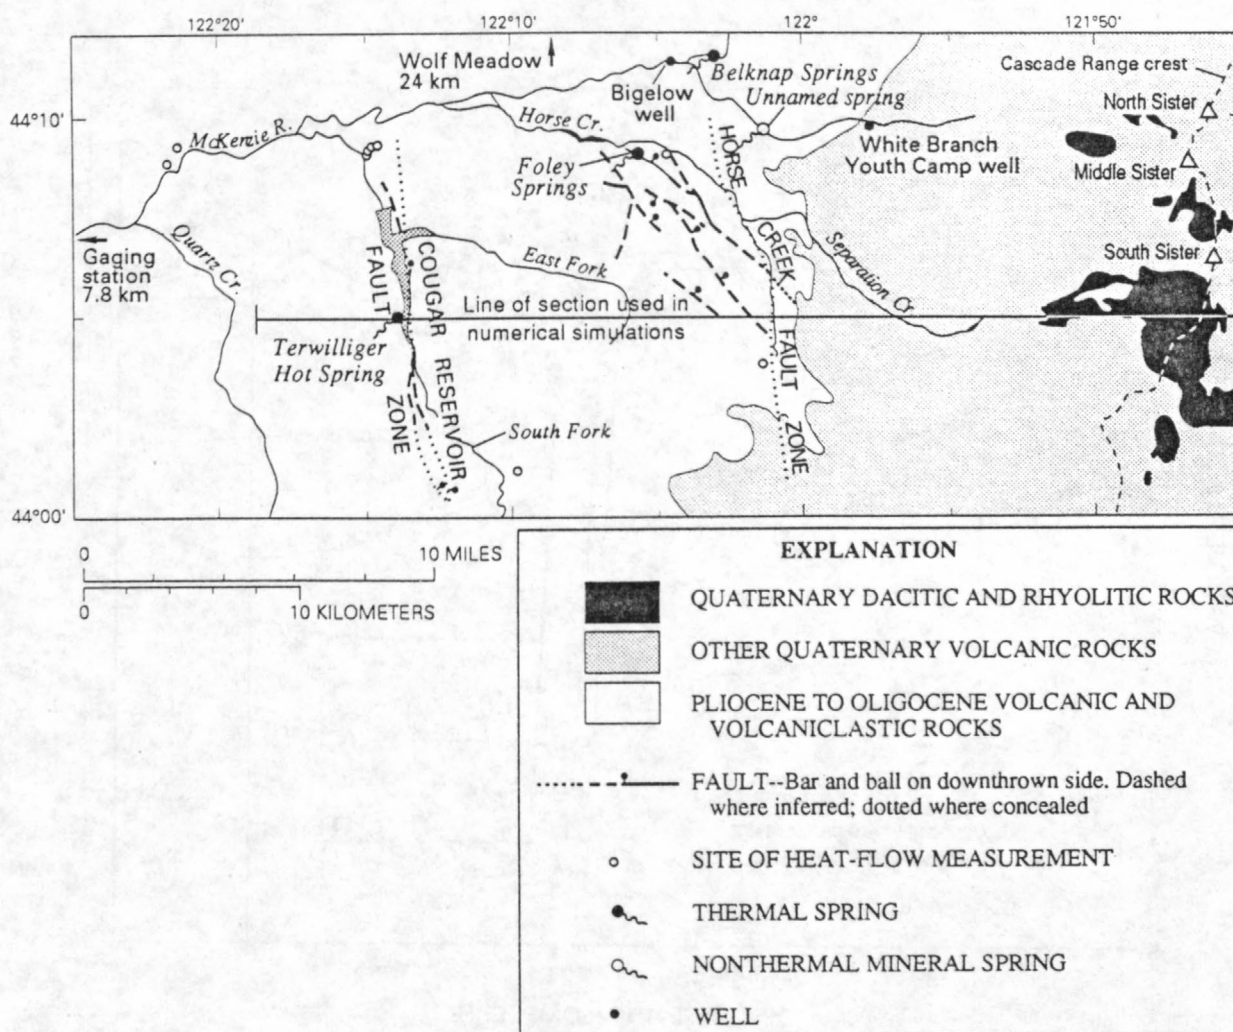 122°20'
122°10'
122°
121°50'
Wolf Meadow
24 km
Belknap Springs
Unnamed spring
Bigelow
well
Cascade Range crest
North Sister
44°10'
McKenzie R.
Horse Cr.
HORSE
CREEK
FAULT
ZONE
White Branch
Youth Camp well
Middle Sister
Foley
Springs
Quartz Cr.
Gaging
station
7.8 km
FAULT
ZONE
COUGAR
RESERVOIR
East Fork
Separation Cr
South Sister
Line of section used in
numerical simulations
Terwilliger
Hot Spring
South Fork
44°00'
0
10 MILES
0
10 KILOMETERS
EXPLANATION
QUATERNARY DACITIC AND RHYOLITIC ROCKS
OTHER QUATERNARY VOLCANIC ROCKS
PLIOCENE TO OLIGOCENE VOLCANIC AND
VOLCANICLASTIC ROCKS
FAULT--Bar and ball on downthrown side. Dashed
where inferred; dotted where concealed
SITE OF HEAT-FLOW MEASUREMENT
THERMAL SPRING
NONTHERMAL MINERAL SPRING
WELL